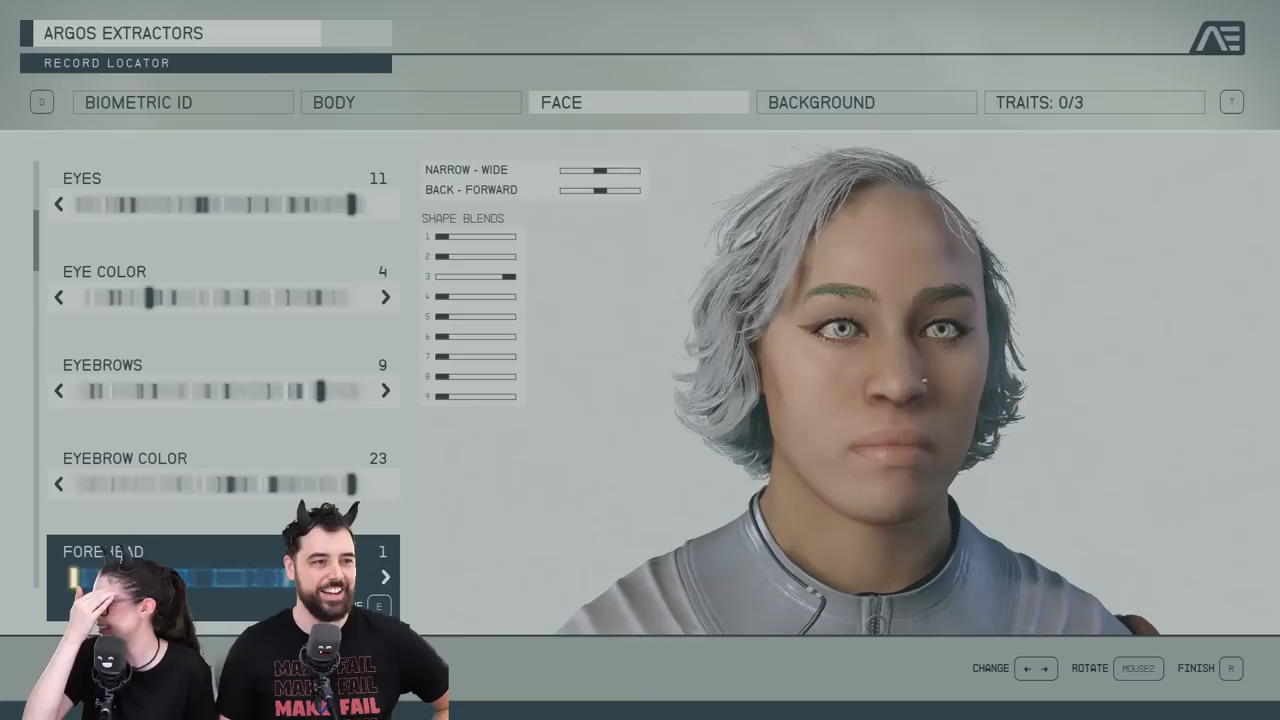 ARGOS EXTRACTORS
RECORD LOCATOR
AE
Q
BIOMETRIC ID
BODY
FACE
BACKGROUND
TRAITS: 0/3
T
EYES 11
EYE COLOR 4
EYEBROWS 9
EYEBROW COLOR 23
FOREHEAD 1
E
NARROW - WIDE
BACK - FORWARD
SHAPE BLENDS
1
2
3
4
5
6
7
8
9
MAKE FAIL
MAKE FAIL
MAKE FAIL
CHANGE
ROTATE MOUSE2
FINISH R